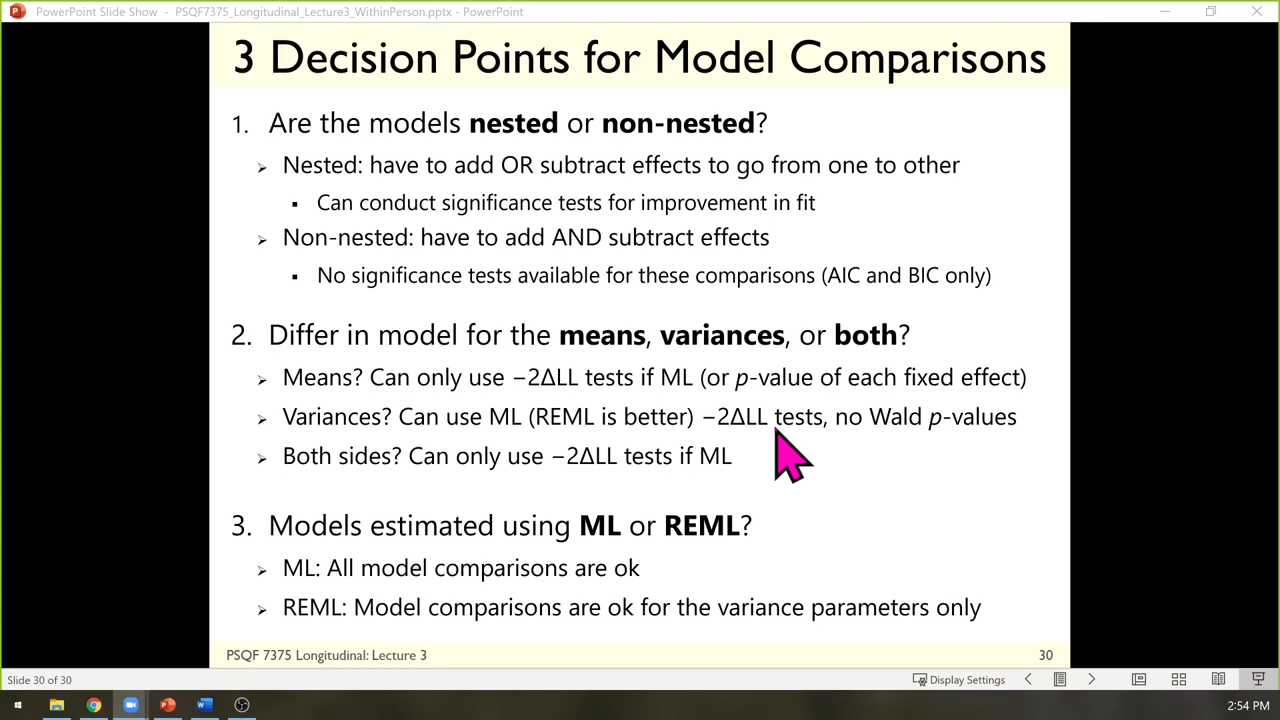 PowerPoint Slide Show - PSQF7375_Longitudinal_Lecture3_WithinPerson.pptx - PowerPoint
3 Decision Points for Model Comparisons
1. Are the models nested or non-nested?
➢ Nested: have to add OR subtract effects to go from one to other
▪ Can conduct significance tests for improvement in fit
➢ Non-nested: have to add AND subtract effects
▪ No significance tests available for these comparisons (AIC and BIC only)
2. Differ in model for the means, variances, or both?
➢ Means? Can only use −2ΔLL tests if ML (or p-value of each fixed effect)
➢ Variances? Can use ML (REML is better) −2ΔLL tests, no Wald p-values
➢ Both sides? Can only use −2ΔLL tests if ML
3. Models estimated using ML or REML?
➢ ML: All model comparisons are ok
➢ REML: Model comparisons are ok for the variance parameters only
PSQF 7375 Longitudinal: Lecture 3 30
Slide 30 of 30 Display Settings
2:54 PM